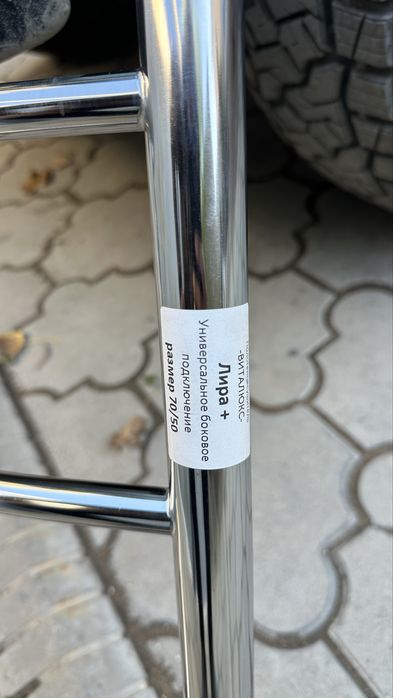 -ВИТАЛЮКС-
Лира +
Универсальное боковое
подключение
размер 70/50